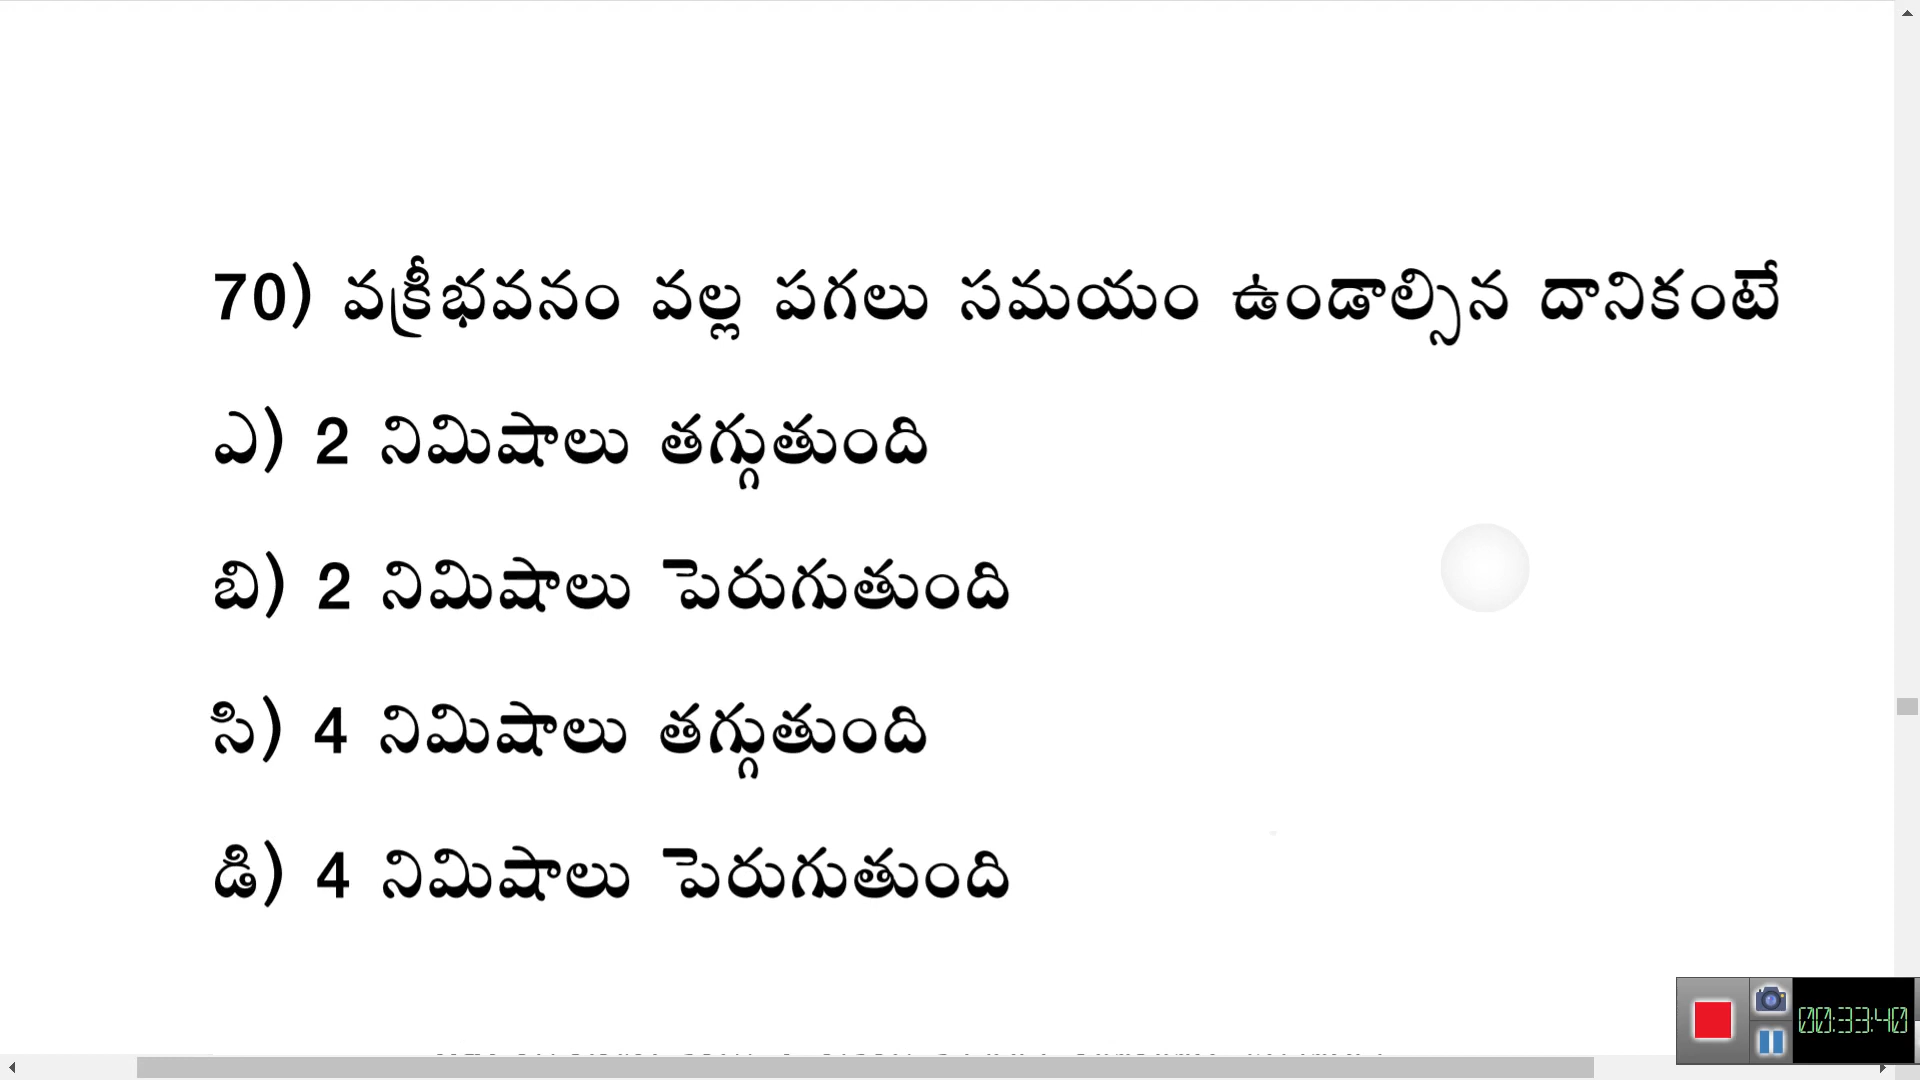 70) వక్రీభవనం వల్ల పగలు సమయం ఉండాల్సిన దానికంటే
ఎ) 2 నిమిషాలు తగ్గుతుంది
బి) 2 నిమిషాలు పెరుగుతుంది
సి) 4 నిమిషాలు తగ్గుతుంది
డి) 4 నిమిషాలు పెరుగుతుంది
00:33:40